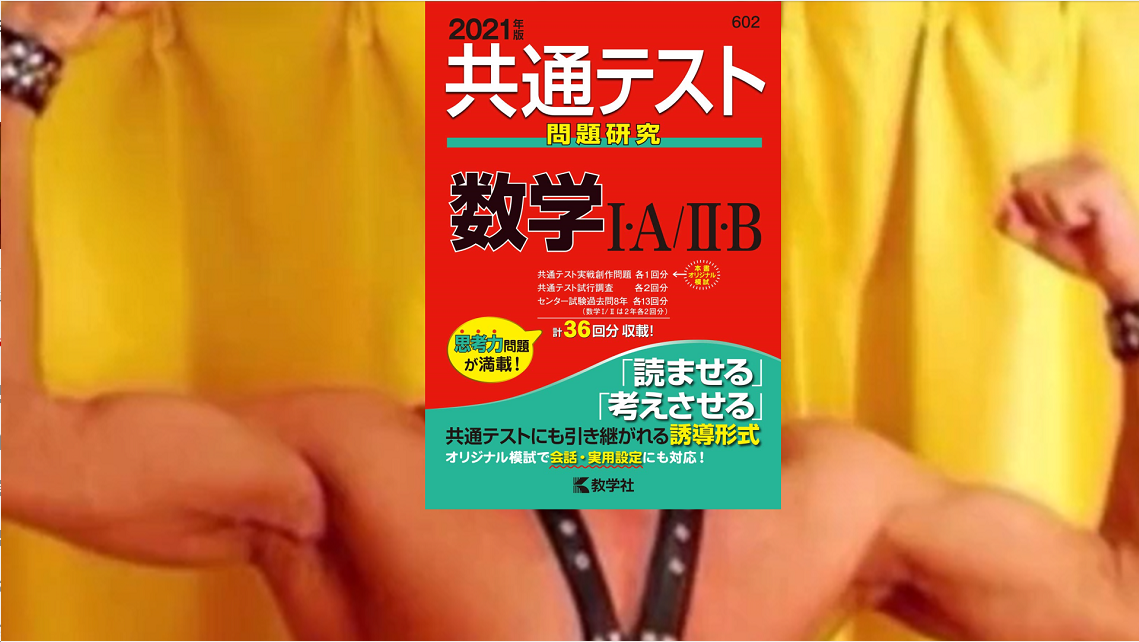 2021年版
602
共通テスト
問題研究
数学I・A/II・B
共通テスト実戦創作問題 各1回分
本書オリジナル模試
共通テスト試行調査 各2回分
センター試験過去問8年 各13回分
(数学I/IIは2年各2回分)
計36回分収載!
思考力問題
が満載!
「読ませる」
「考えさせる」
共通テストにも引き継がれる誘導形式
オリジナル模試で会話・実用設定にも対応!
教学社